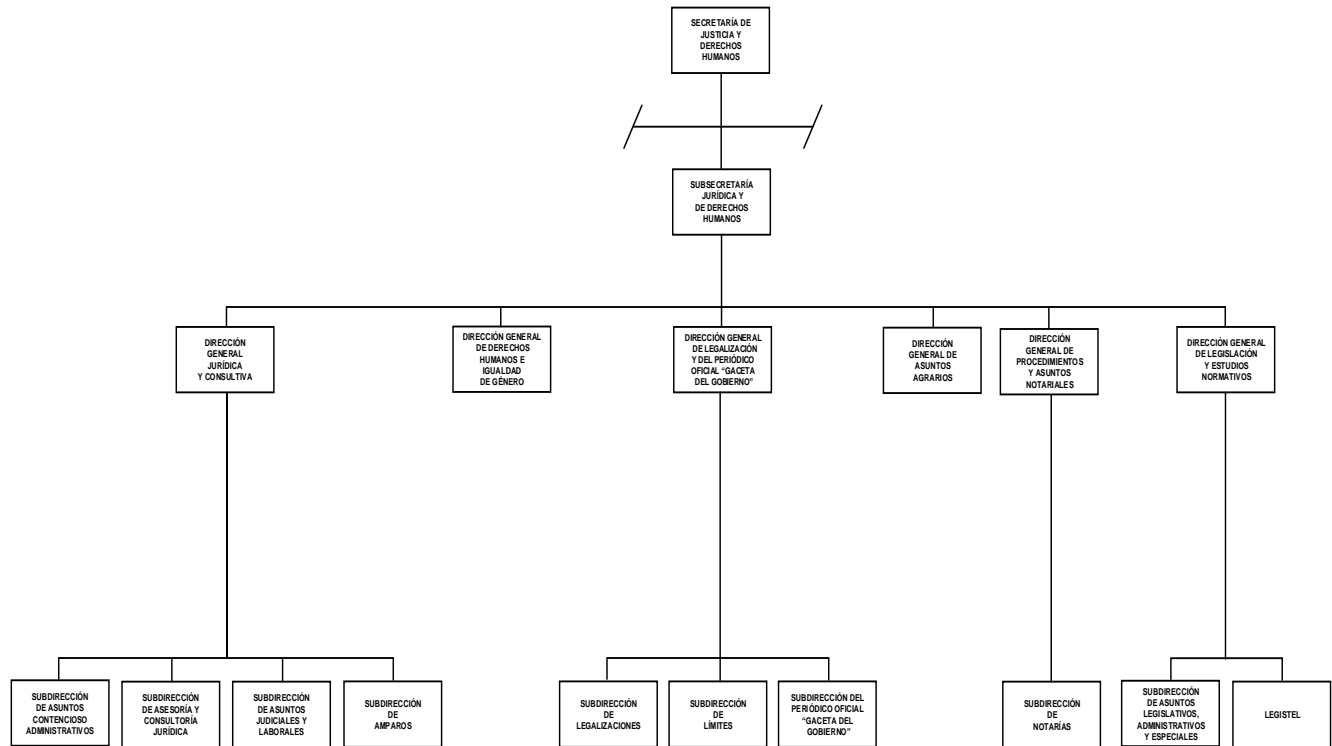 SECRETARÍA DE
JUSTICIA Y
DERECHOS
HUMANOS
SUBSECRETARÍA
JURÍDICA Y
DE DERECHOS
HUMANOS
DIRECCIÓN
GENERAL
JURÍDICA
Y CONSULTIVA
DIRECCIÓN GENERAL
DE DERECHOS
HUMANOS E
IGUALDAD
DE GÉNERO
DIRECCIÓN GENERAL
DE LEGALIZACIÓN
Y DEL PERIÓDICO
OFICIAL “GACETA
DEL GOBIERNO”
DIRECCIÓN
GENERAL DE
ASUNTOS
AGRARIOS
DIRECCIÓN
GENERAL DE
PROCEDIMIENTOS
Y ASUNTOS
NOTARIALES
DIRECCIÓN GENERAL
DE LEGISLACIÓN
Y ESTUDIOS
NORMATIVOS
SUBDIRECCIÓN
DE ASUNTOS
CONTENCIOSO
ADMINISTRATIVOS
SUBDIRECCIÓN
DE ASESORÍA Y
CONSULTORÍA
JURÍDICA
SUBDIRECCIÓN
DE ASUNTOS
JUDICIALES Y
LABORALES
SUBDIRECCIÓN
DE
AMPAROS
SUBDIRECCIÓN
DE
LEGALIZACIONES
SUBDIRECCIÓN
DE
LÍMITES
SUBDIRECCIÓN DEL
PERIÓDICO OFICIAL
“GACETA DEL
GOBIERNO”
SUBDIRECCIÓN
DE
NOTARÍAS
SUBDIRECCIÓN
DE ASUNTOS
LEGISLATIVOS,
ADMINISTRATIVOS
Y ESPECIALES
LEGISTEL